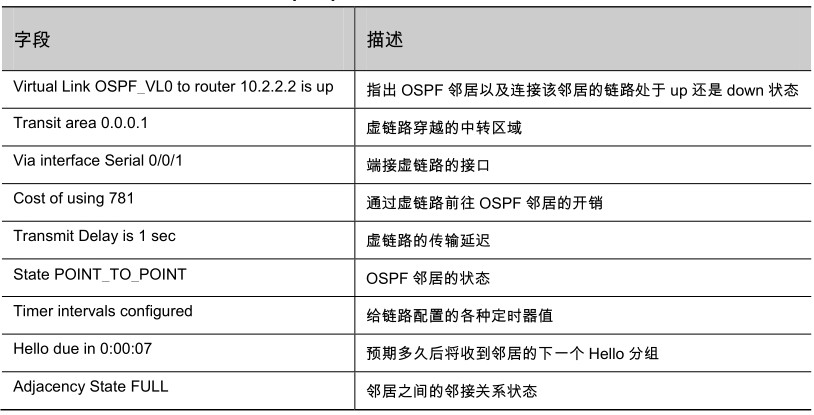 字段 描述
Virtual Link OSPF_VL0 to router 10.2.2.2 is up 指出 OSPF 邻居以及连接该邻居的链路处于 up 还是 down 状态
Transit area 0.0.0.1 虚链路穿越的中转区域
Via interface Serial 0/0/1 端接虚链路的接口
Cost of using 781 通过虚链路前往 OSPF 邻居的开销
Transmit Delay is 1 sec 虚链路的传输延迟
State POINT_TO_POINT OSPF 邻居的状态
Timer intervals configured 给链路配置的各种定时器值
Hello due in 0:00:07 预期多久后将收到邻居的下一个 Hello 分组
Adjacency State FULL 邻居之间的邻接关系状态